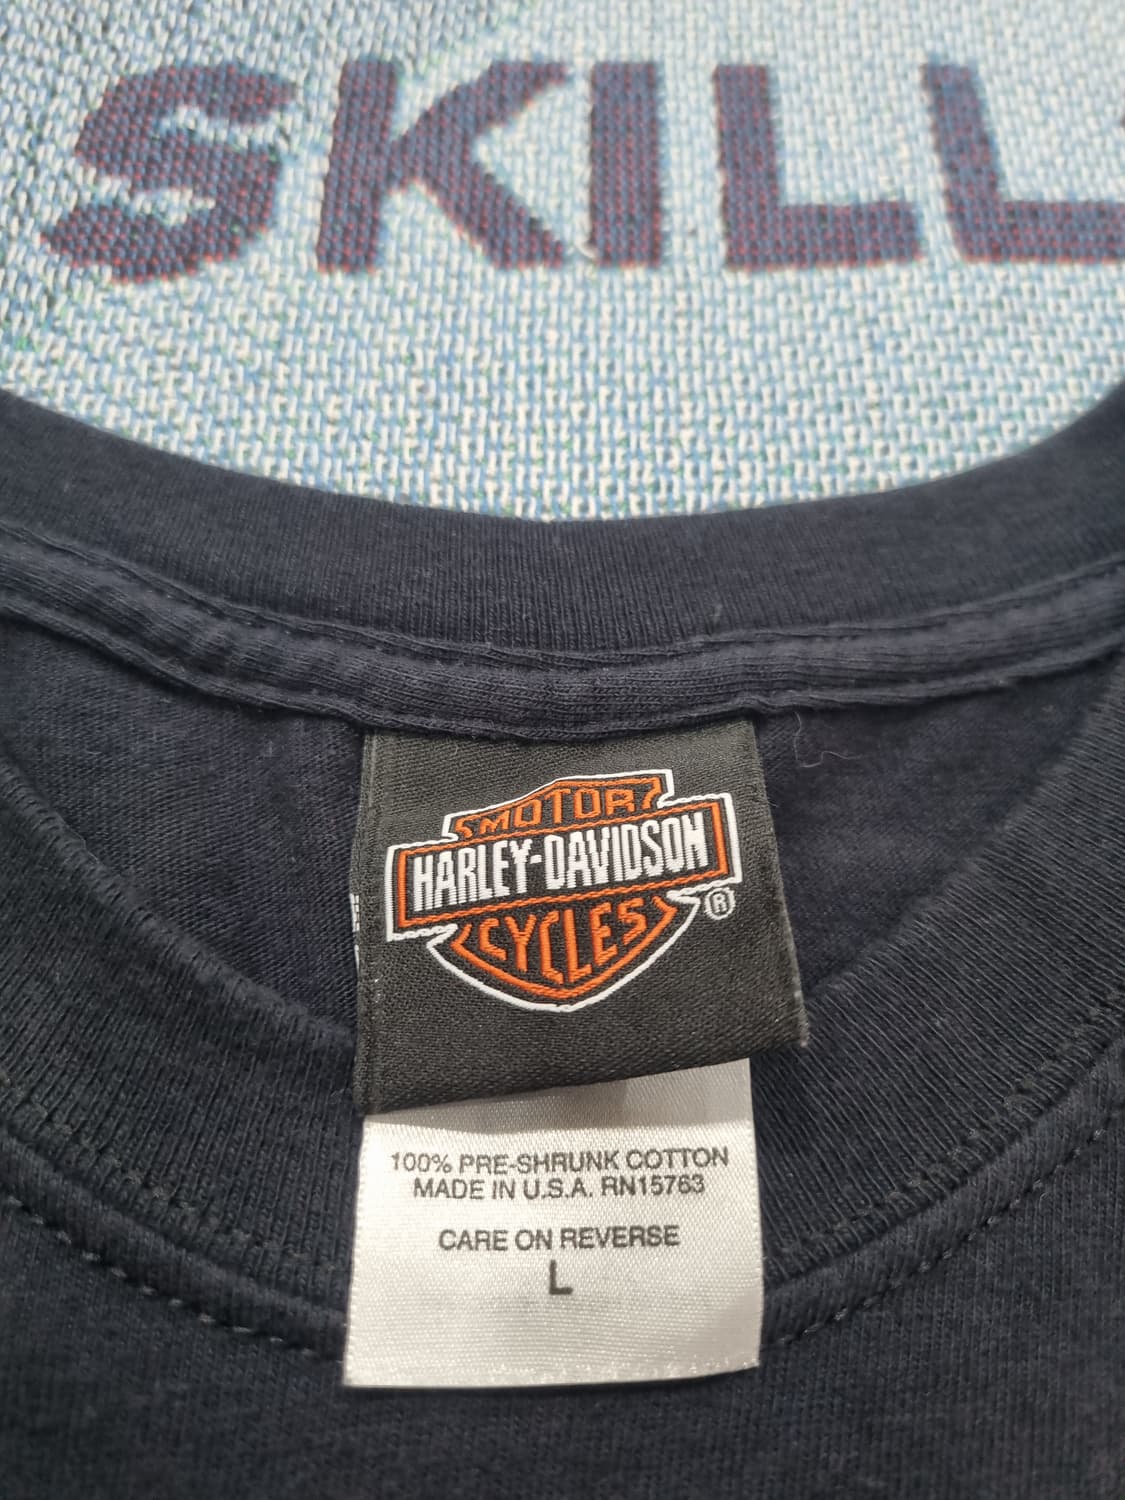 SKILL
MOTOR
HARLEY-DAVIDSON
CYCLES
®
100% PRE-SHRUNK COTTON
MADE IN U.S.A. RN15763
CARE ON REVERSE
L